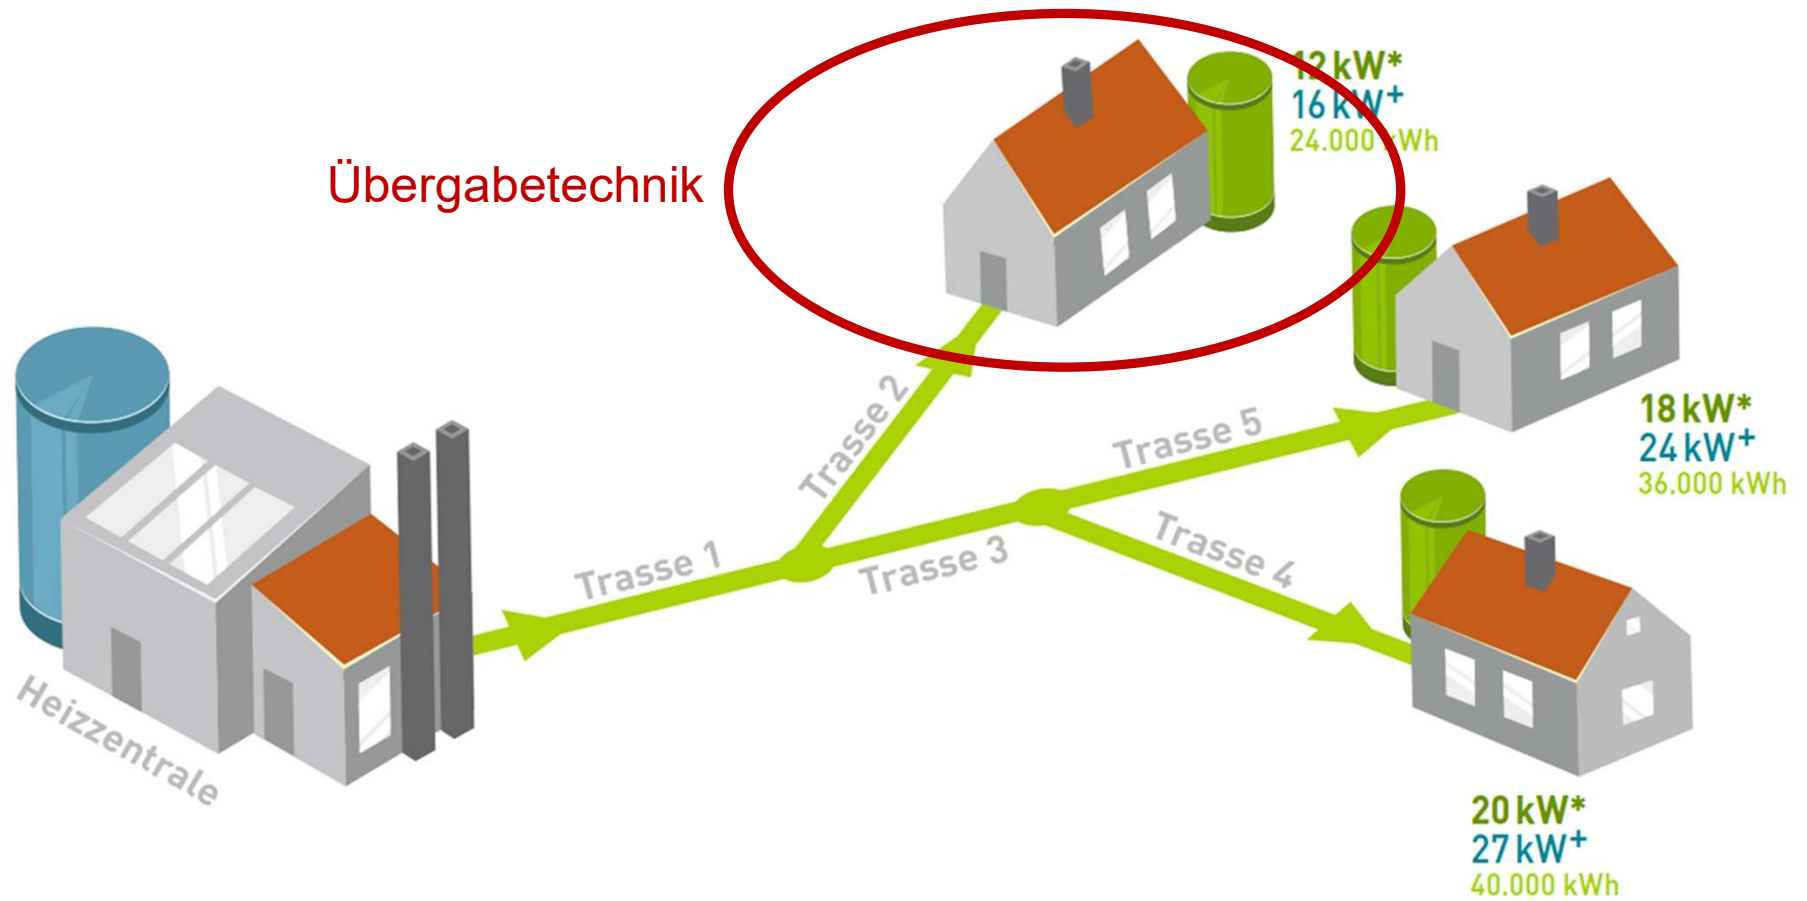 12 kW*
16 kW+
24.000 kWh
Übergabetechnik
Trasse 2
Trasse 5
18 kW*
24 kW+
36.000 kWh
Trasse 1
Trasse 3
Trasse 4
Heizzentrale
20 kW*
27 kW+
40.000 kWh